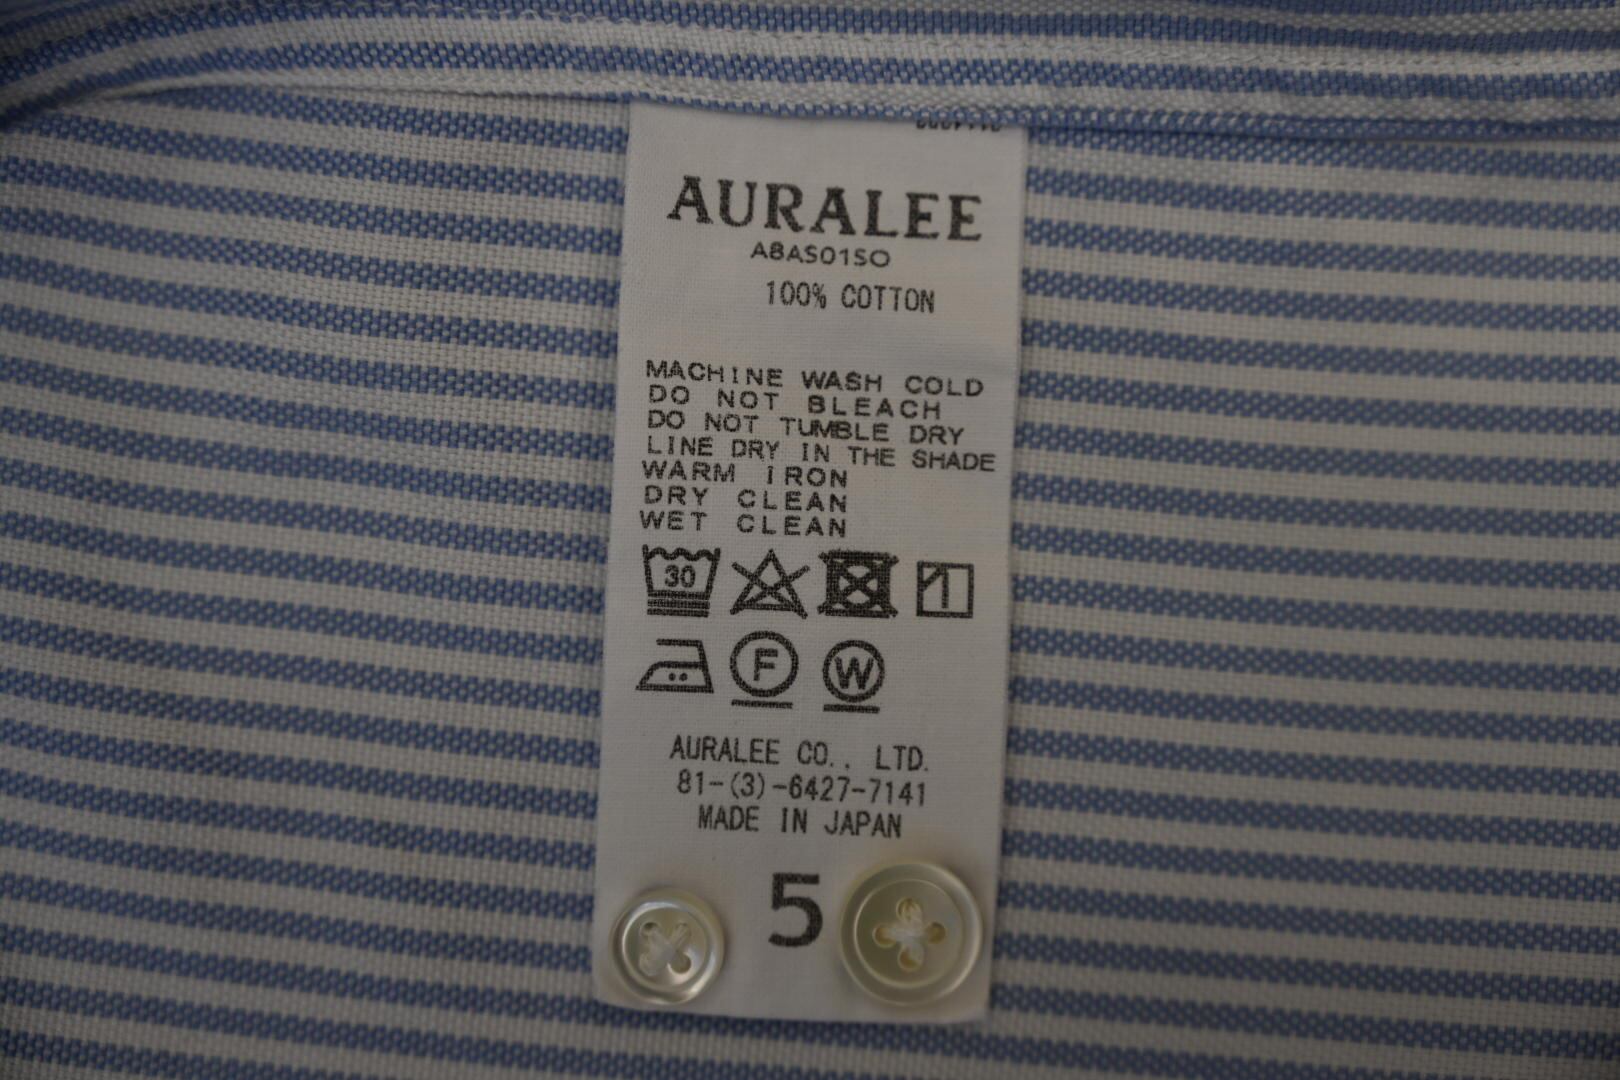 AURALEE
A8AS01SO
100% COTTON
MACHINE WASH COLD
DO NOT BLEACH
DO NOT TUMBLE DRY
LINE DRY IN THE SHADE
WARM IRON
DRY CLEAN
WET CLEAN
30
F W
AURALEE CO., LTD.
81-(3)-6427-7141
MADE IN JAPAN
5